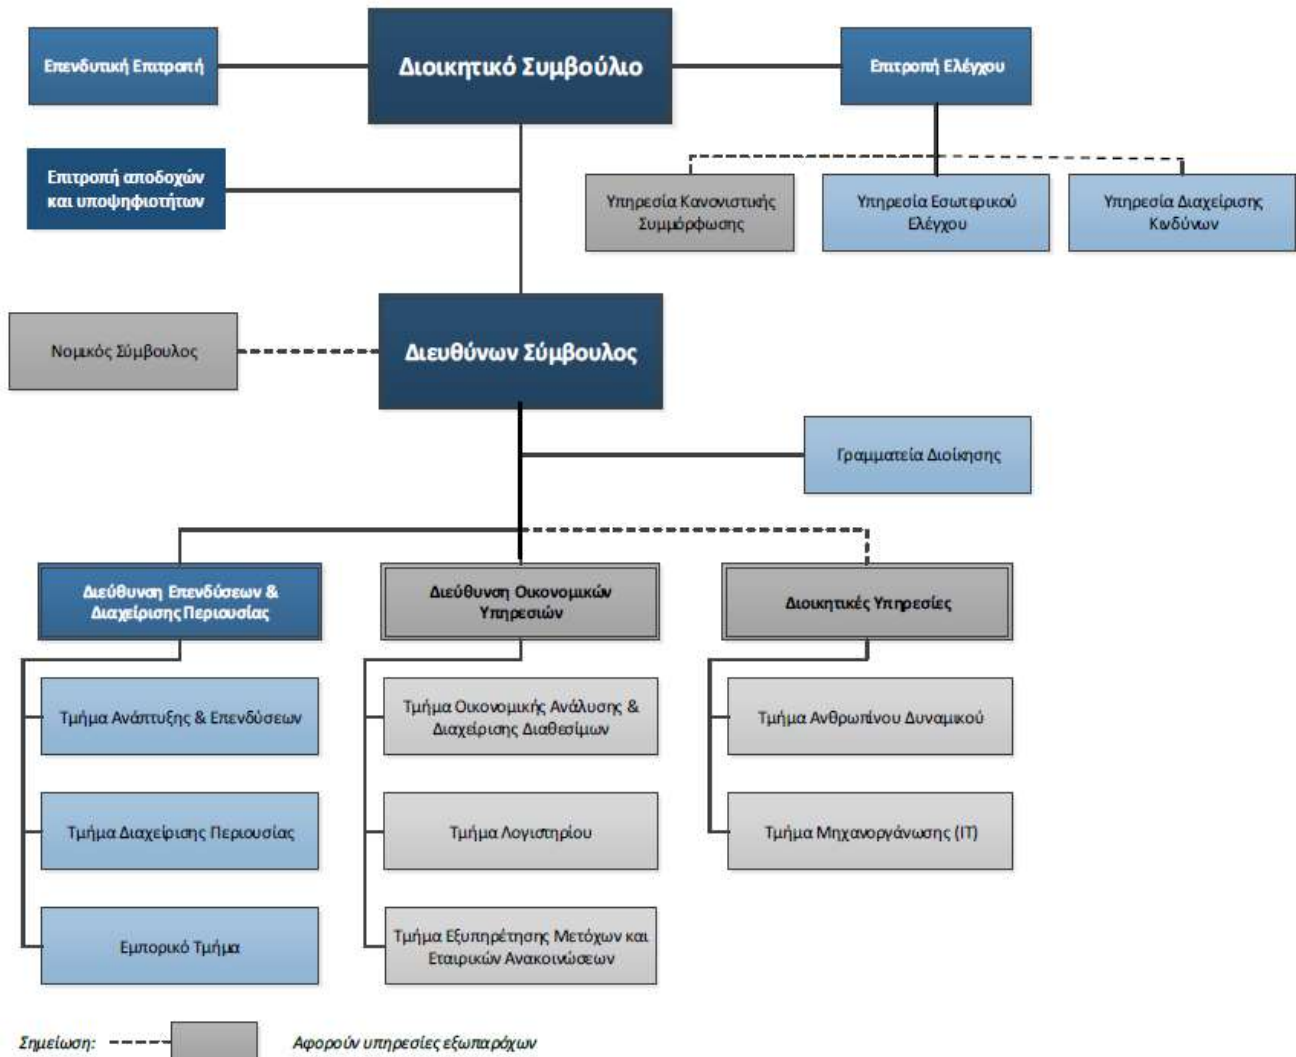 Επενδυτική Επιτροπή
Διοικητικό Συμβούλιο
Επιτροπή Ελέγχου
Επιτροπή αποδοχών
και υποψηφιοτήτων
Υπηρεσία Κανονιστικής
Συμμόρφωσης
Υπηρεσία Εσωτερικού
Ελέγχου
Υπηρεσία Διαχείρισης
Κινδύνων
Νομικός Σύμβουλος
Διευθύνων Σύμβουλος
Γραμματεία Διοίκησης
Διεύθυνση Επενδύσεων &
Διαχείρισης Περιουσίας
Διεύθυνση Οικονομικών
Υπηρεσιών
Διοικητικές Υπηρεσίες
Τμήμα Ανάπτυξης & Επενδύσεων
Τμήμα Οικονομικής Ανάλυσης &
Διαχείρισης Διαθεσίμων
Τμήμα Ανθρωπίνου Δυναμικού
Τμήμα Διαχείρισης Περιουσίας
Τμήμα Λογιστηρίου
Τμήμα Μηχανοργάνωσης (IT)
Εμπορικό Τμήμα
Τμήμα Εξυπηρέτησης Μετόχων και
Εταιρικών Ανακοινώσεων
Σημείωση:
Αφορούν υπηρεσίες εξωπαρόχων